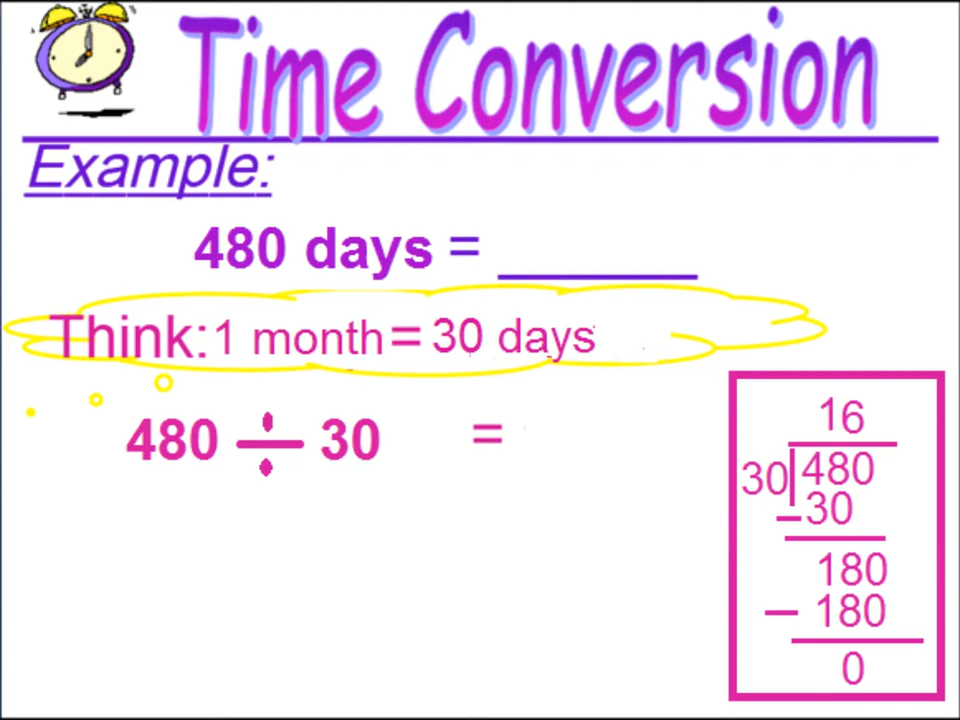 Time Conversion
Example:
480 days = ______
Think: 1 month = 30 days
480 ÷ 30 =
16
30 480
– 30
180
– 180
0